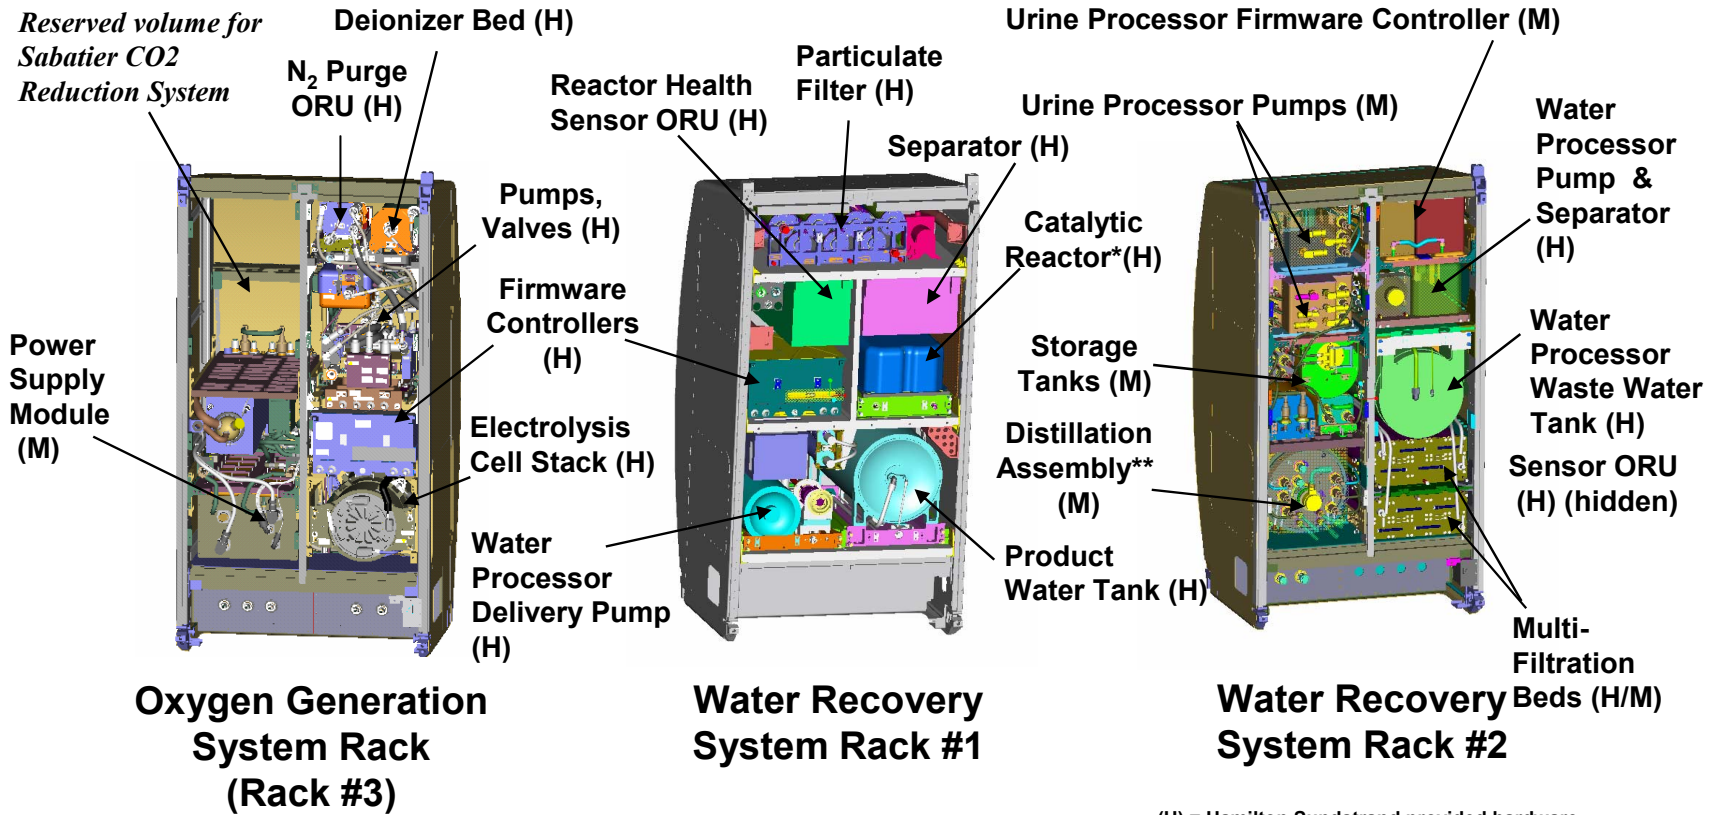 Reserved volume for
Sabatier CO2
Reduction System
Deionizer Bed (H)
N2 Purge
ORU (H)
Pumps,
Valves (H)
Firmware
Controllers
(H)
Power
Supply
Module
(M)
Electrolysis
Cell Stack (H)
Water
Processor
Delivery Pump
(H)
Oxygen Generation
System Rack
(Rack #3)
Reactor Health
Sensor ORU (H)
Particulate
Filter (H)
Separator (H)
Catalytic
Reactor*(H)
Product
Water Tank (H)
Water Recovery
System Rack #1
Urine Processor Firmware Controller (M)
Urine Processor Pumps (M)
Water
Processor
Pump &
Separator
(H)
Storage
Tanks (M)
Distillation
Assembly**
(M)
Water
Processor
Waste Water
Tank (H)
Sensor ORU
(H) (hidden)
Multi-
Filtration
Beds (H/M)
Water Recovery
System Rack #2
(H) = Hamilton Sundstrand provided hardware